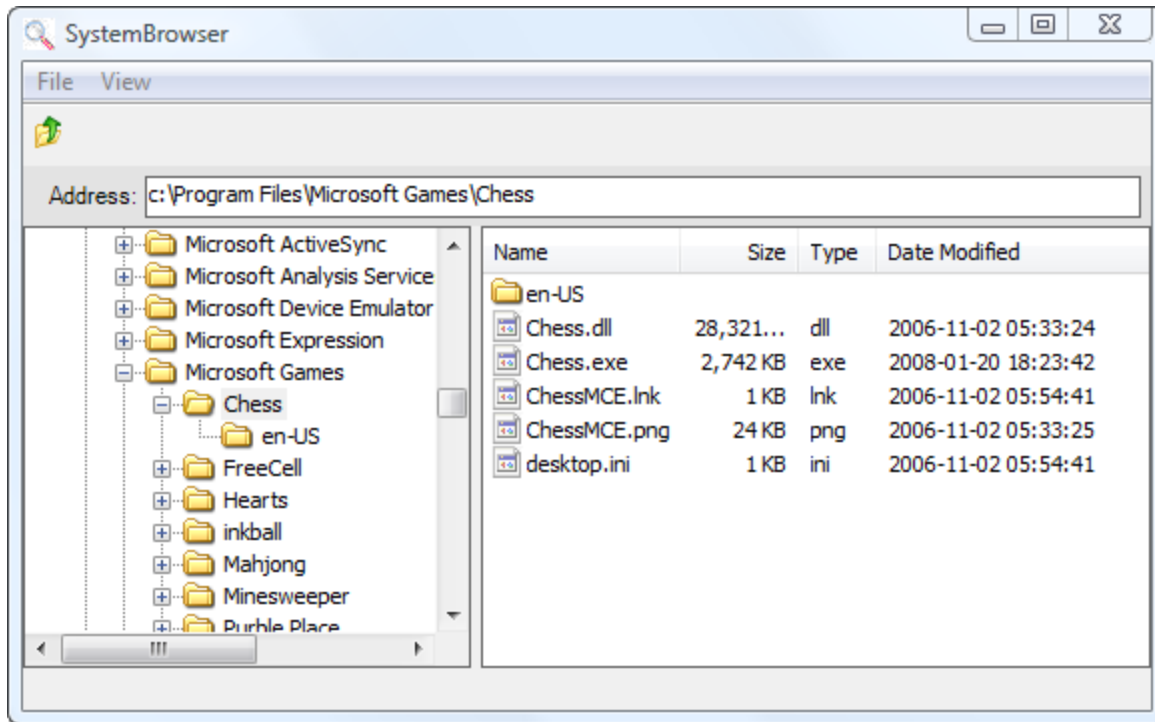 SystemBrowser
File View
Address: c:\Program Files\Microsoft Games\Chess
Microsoft ActiveSync
Microsoft Analysis Service
Microsoft Device Emulator
Microsoft Expression
Microsoft Games
Chess
en-US
FreeCell
Hearts
inkball
Mahjong
Minesweeper
Purble Place
Name Size Type Date Modified
en-US
Chess.dll 28,321... dll 2006-11-02 05:33:24
Chess.exe 2,742 KB exe 2008-01-20 18:23:42
ChessMCE.lnk 1 KB lnk 2006-11-02 05:54:41
ChessMCE.png 24 KB png 2006-11-02 05:33:25
desktop.ini 1 KB ini 2006-11-02 05:54:41